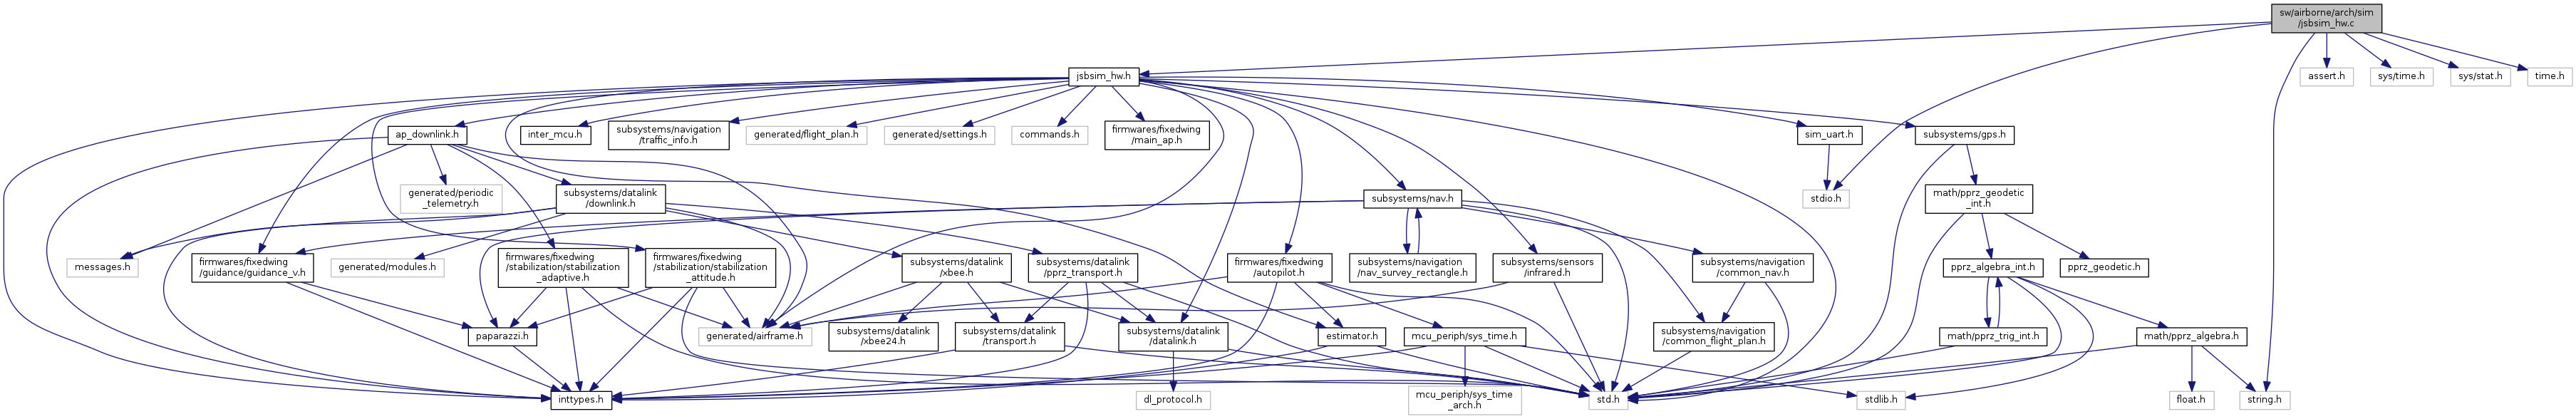 sw/airborne/arch/sim
/jsbsim_hw.c
jsbsim_hw.h
assert.h
sys/time.h
sys/stat.h
time.h
ap_downlink.h
inter_mcu.h
subsystems/navigation
/traffic_info.h
generated/flight_plan.h
generated/settings.h
commands.h
firmwares/fixedwing
/main_ap.h
sim_uart.h
subsystems/gps.h
generated/periodic
_telemetry.h
subsystems/datalink
/downlink.h
subsystems/nav.h
stdio.h
math/pprz_geodetic
_int.h
messages.h
firmwares/fixedwing
/guidance/guidance_v.h
generated/modules.h
firmwares/fixedwing
/stabilization/stabilization
_adaptive.h
firmwares/fixedwing
/stabilization/stabilization
_attitude.h
subsystems/datalink
/xbee.h
subsystems/datalink
/pprz_transport.h
firmwares/fixedwing
/autopilot.h
subsystems/navigation
/nav_survey_rectangle.h
subsystems/sensors
/infrared.h
subsystems/navigation
/common_nav.h
pprz_algebra_int.h
pprz_geodetic.h
paparazzi.h
generated/airframe.h
subsystems/datalink
/xbee24.h
subsystems/datalink
/transport.h
subsystems/datalink
/datalink.h
estimator.h
mcu_periph/sys_time.h
subsystems/navigation
/common_flight_plan.h
math/pprz_trig_int.h
math/pprz_algebra.h
inttypes.h
dl_protocol.h
mcu_periph/sys_time
_arch.h
std.h
stdlib.h
float.h
string.h